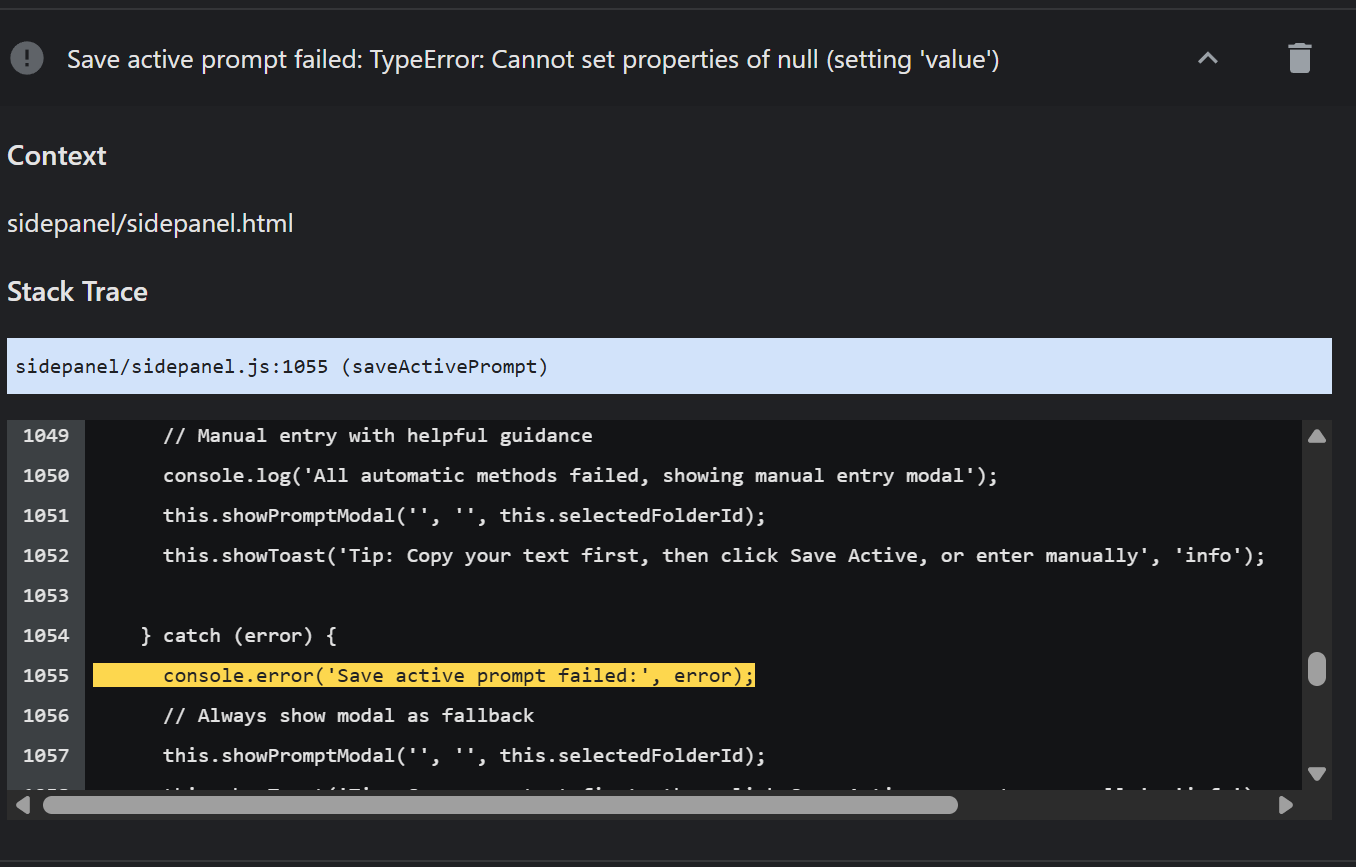 Save active prompt failed: TypeError: Cannot set properties of null (setting 'value')
Context
sidepanel/sidepanel.html
Stack Trace
sidepanel/sidepanel.js:1055 (saveActivePrompt)
1049 // Manual entry with helpful guidance
1050 console.log('All automatic methods failed, showing manual entry modal');
1051 this.showPromptModal('', '', this.selectedFolderId);
1052 this.showToast('Tip: Copy your text first, then click Save Active, or enter manually', 'info');
1053
1054 } catch (error) {
1055 console.error('Save active prompt failed:', error);
1056 // Always show modal as fallback
1057 this.showPromptModal('', '', this.selectedFolderId);